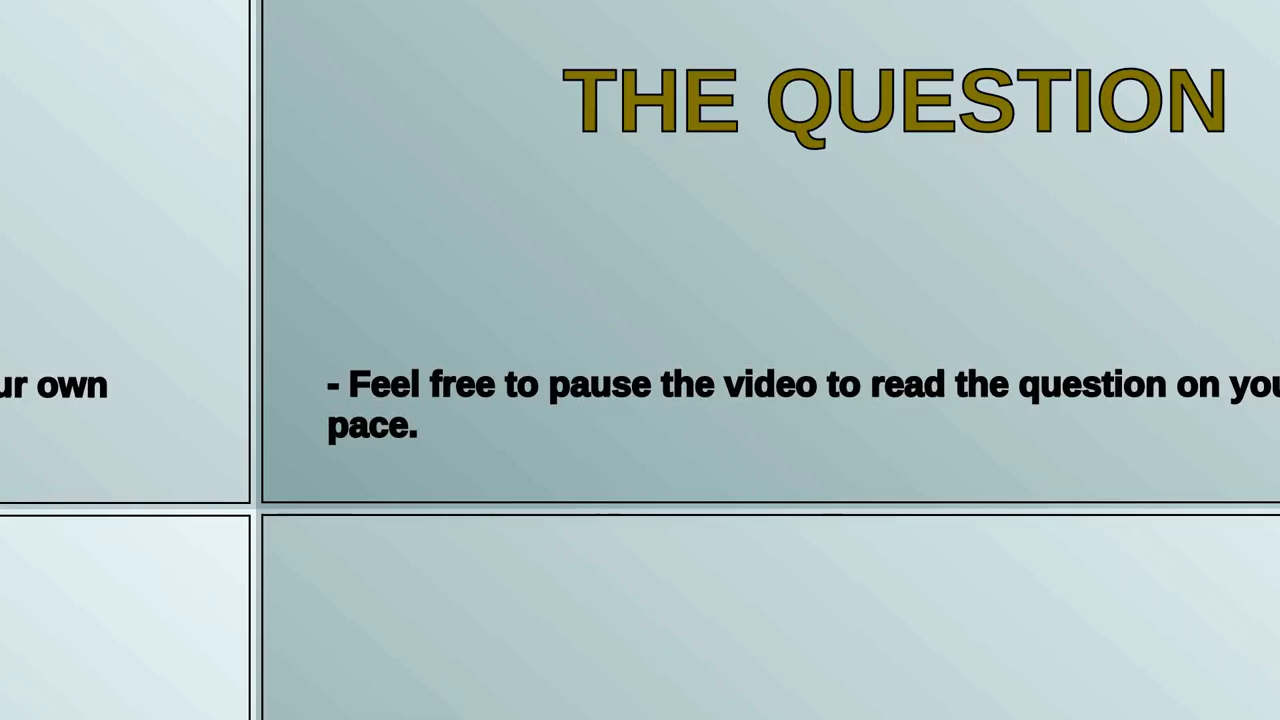 THE QUESTION
ur own
- Feel free to pause the video to read the question on you
pace.